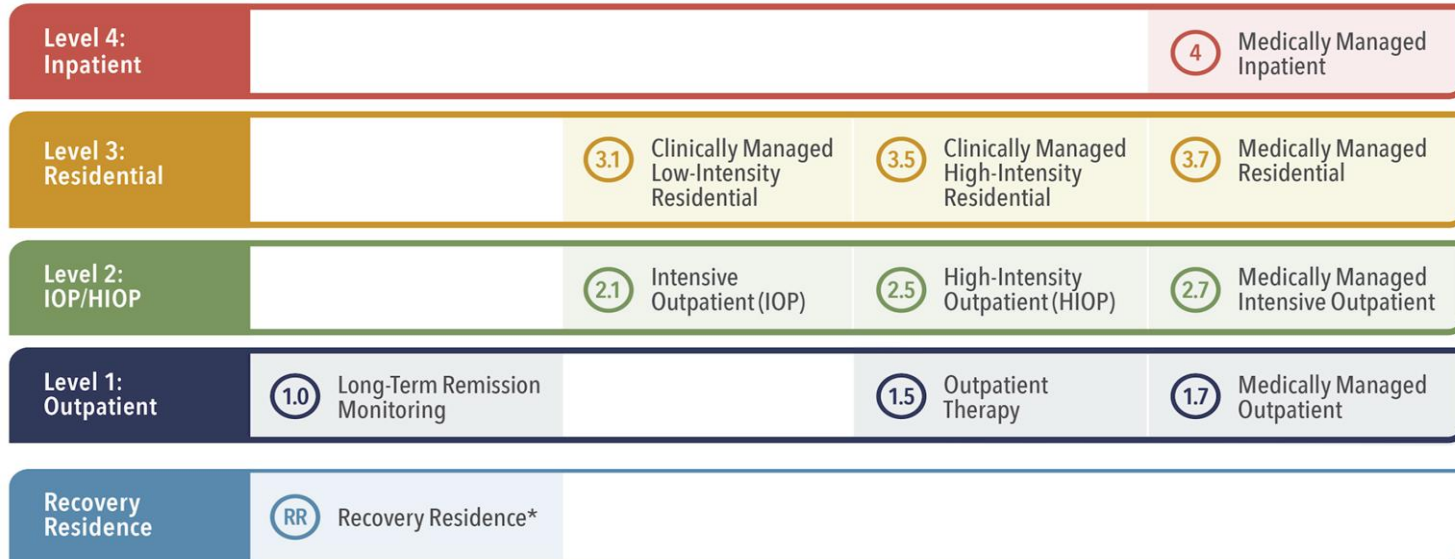 Level 4:
Inpatient
4
Medically Managed
Inpatient
Level 3:
Residential
3.1
Clinically Managed
Low-Intensity
Residential
3.5
Clinically Managed
High-Intensity
Residential
3.7
Medically Managed
Residential
Level 2:
IOP/HIOP
2.1
Intensive
Outpatient (IOP)
2.5
High-Intensity
Outpatient (HIOP)
2.7
Medically Managed
Intensive Outpatient
Level 1:
Outpatient
1.0
Long-Term Remission
Monitoring
1.5
Outpatient
Therapy
1.7
Medically Managed
Outpatient
Recovery
Residence
RR
Recovery Residence*